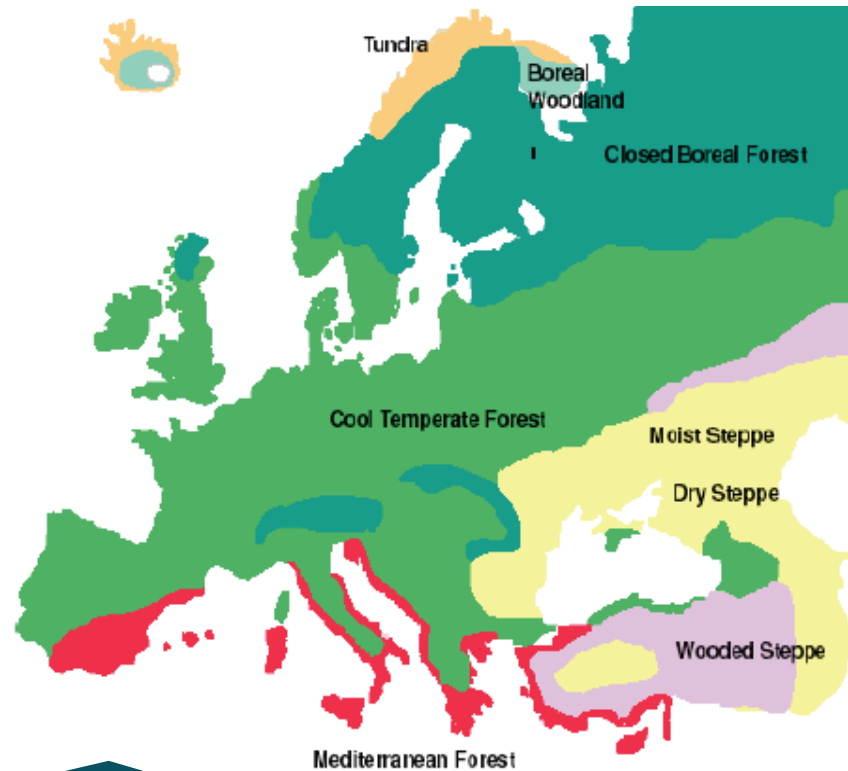 Tundra
Boreal
Woodland
Closed Boreal Forest
Cool Temperate Forest
Moist Steppe
Dry Steppe
Wooded Steppe
Mediterranean Forest